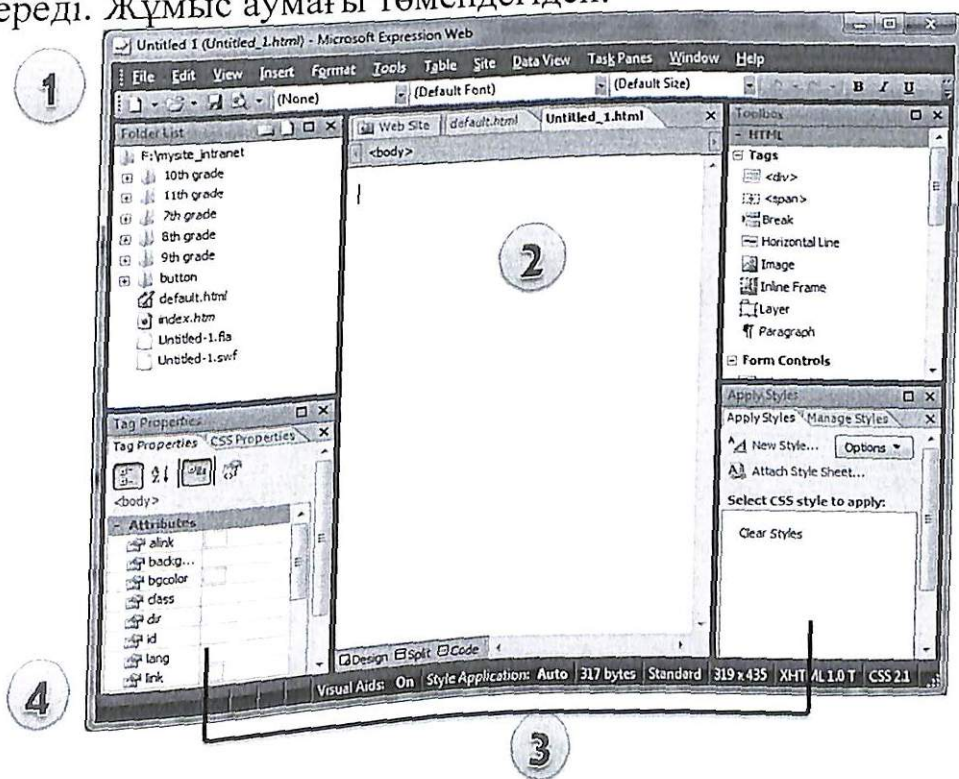 ереді. Жұмыс аумағы төмендегідей:
Untitled 1 (Untitled_1.html) - Microsoft Expression Web
1
File Edit View Insert Format Tools Table Site Data View Task Panes Window Help
(None) (Default Font) (Default Size) B I U
Folder List
F:\mysite_intranet
10th grade
11th grade
7th grade
8th grade
9th grade
button
default.html
index.htm
Untitled-1.fla
Untitled-1.swf
Web Site default.html Untitled_1.html
<body>
2
Toolbox
HTML
Tags
<div>
<span>
Break
Horizontal Line
Image
Inline Frame
Layer
Paragraph
Form Controls
Tag Properties
Tag Properties CSS Properties
<body>
Attributes
alink
backg...
bgcolor
class
dir
id
lang
link
Apply Styles
Apply Styles Manage Styles
New Style... Options
Attach Style Sheet...
Select CSS style to apply:
Clear Styles
Design Split Code
4
Visual Aids: On Style Application: Auto 317 bytes Standard 319 x 435 XHTML 1.0 T CSS 2.1
3